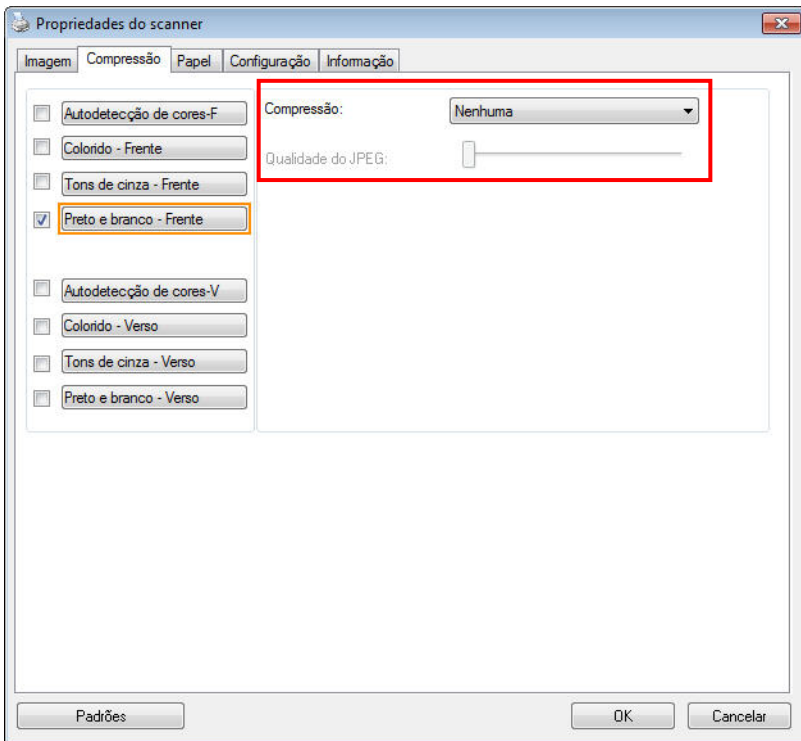 Propriedades do scanner
Imagem Compressão Papel Configuração Informação
Autodetecção de cores-F
Colorido - Frente
Tons de cinza - Frente
Preto e branco - Frente
Autodetecção de cores-V
Colorido - Verso
Tons de cinza - Verso
Preto e branco - Verso
Compressão: Nenhuma
Qualidade do JPEG:
Padrões OK Cancelar